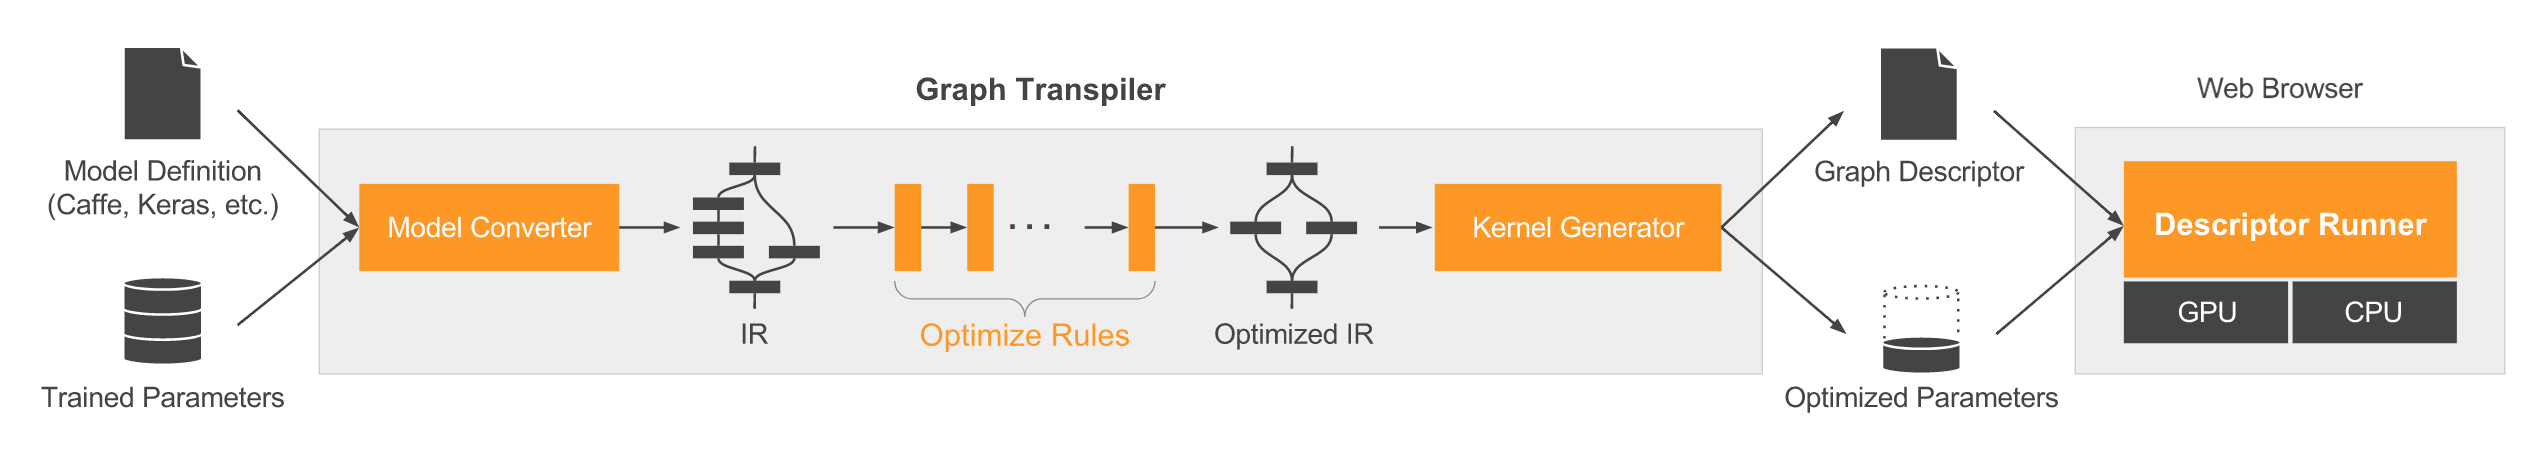 Graph Transpiler
Web Browser
Model Definition
(Caffe, Keras, etc.)
Trained Parameters
Model Converter
IR
. . .
Optimize Rules
Optimized IR
Kernel Generator
Graph Descriptor
Optimized Parameters
Descriptor Runner
GPU
CPU